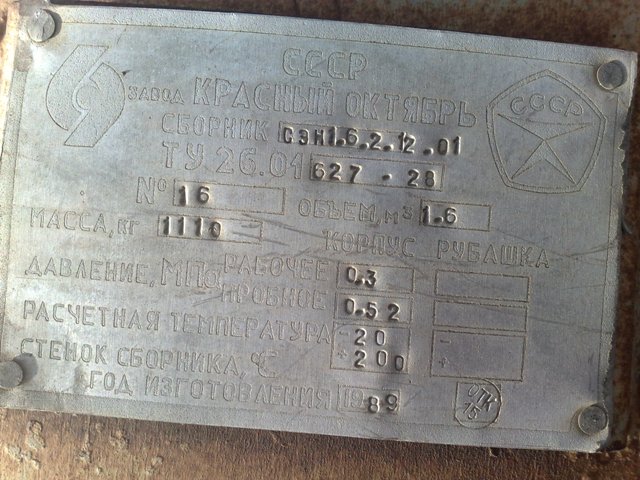 СССР
ЗАВОД КРАСНЫЙ ОКТЯБРЬ
СССР
СБОРНИК СЭН1.6.2.12.01
ТУ 26.01 627-28
№ 16 ОБЪЕМ, м³ 1.6
МАССА, кг 1110
КОРПУС РУБАШКА
ДАВЛЕНИЕ, МПа РАБОЧЕЕ 0.3
ПРОБНОЕ 0.52
РАСЧЕТНАЯ ТЕМПЕРАТУРА -20 -
СТЕНОК СБОРНИКА, °С +200 +
ГОД ИЗГОТОВЛЕНИЯ 1989
ОТК
15